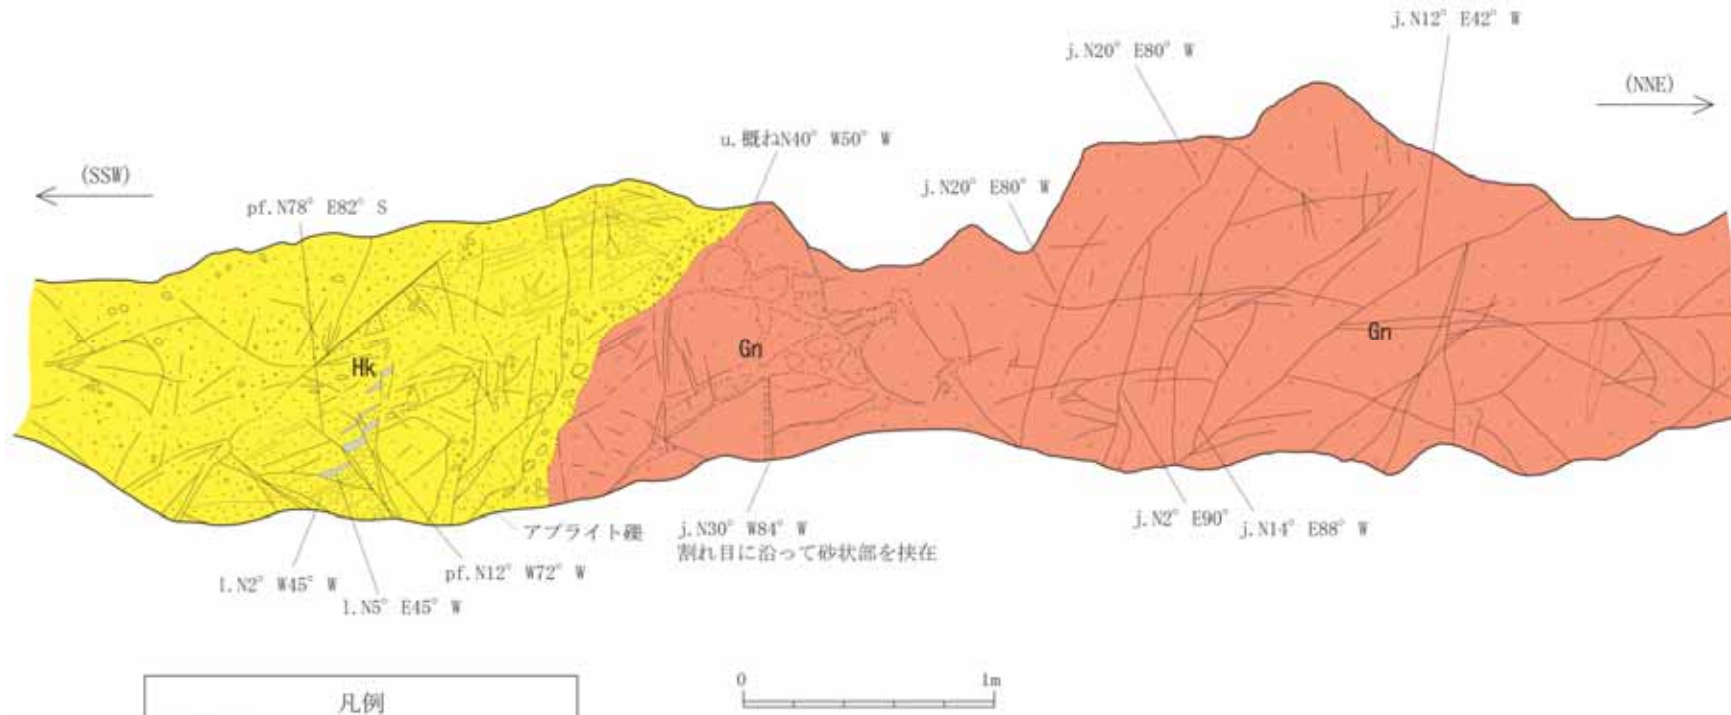 j.N12° E42° W
j.N20° E80° W
(NNE)
u.概ねN40° W50° W
(SSW)
j.N20° E80° W
pf.N78° E82° S
Hk
Gn
Gn
アプライト礫
j.N30° W84° W
割れ目に沿って砂状部を挟在
j.N2° E90°
j.N14° E88° W
pf.N12° W72° W
l.N2° W45° W
l.N5° E45° W
凡例
0
1m